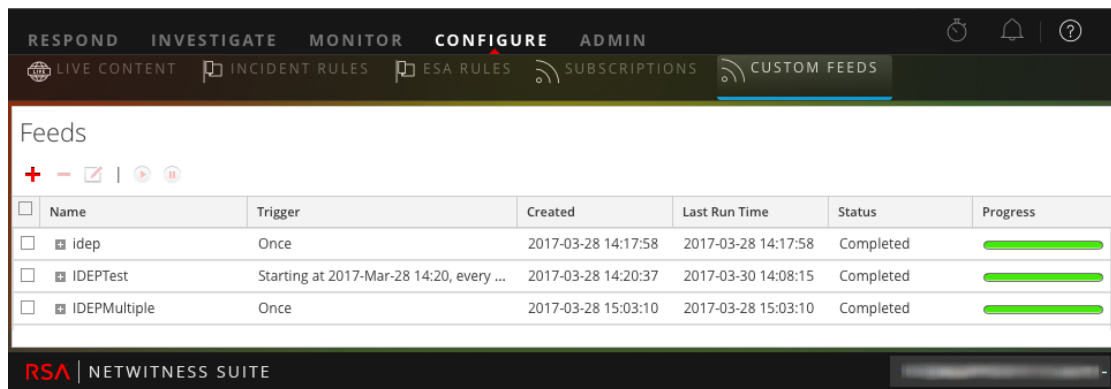 RESPOND INVESTIGATE MONITOR CONFIGURE ADMIN
LIVE LIVE CONTENT INCIDENT RULES ESA RULES SUBSCRIPTIONS CUSTOM FEEDS
Feeds
Name Trigger Created Last Run Time Status Progress
idep Once 2017-03-28 14:17:58 2017-03-28 14:17:58 Completed
IDEPTest Starting at 2017-Mar-28 14:20, every ... 2017-03-28 14:20:37 2017-03-30 14:08:15 Completed
IDEPMultiple Once 2017-03-28 15:03:10 2017-03-28 15:03:10 Completed
RSA | NETWITNESS SUITE